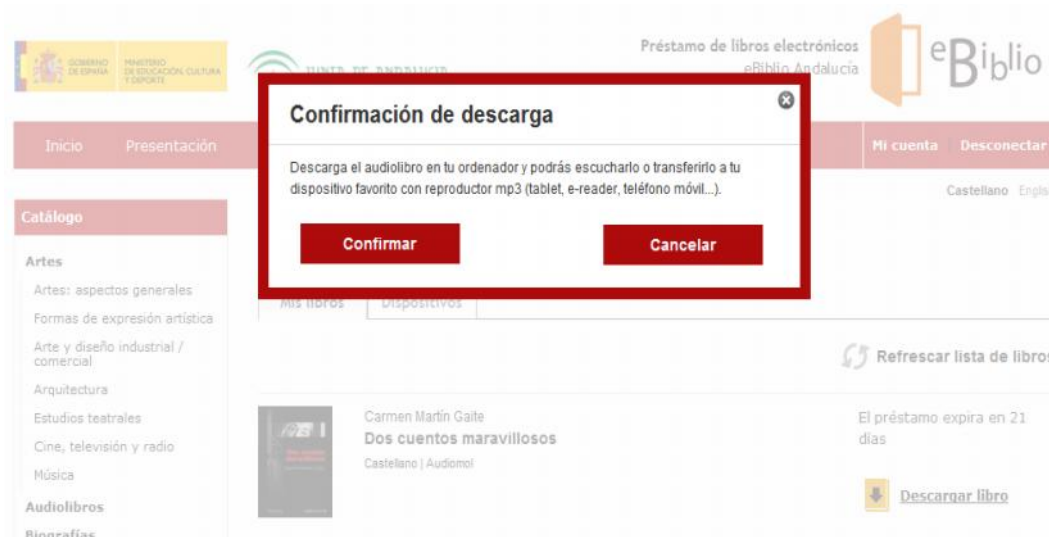 GOBIERNO DE ESPAÑA
MINISTERIO DE EDUCACIÓN, CULTURA Y DEPORTE
JUNTA DE ANDALUCIA
Préstamo de libros electrónicos
eBiblio Andalucía
eBiblio
Inicio Presentación
Mi cuenta Desconectar
Castellano
Confirmación de descarga
Descarga el audiolibro en tu ordenador y podrás escucharlo o transferirlo a tu
dispositivo favorito con reproductor mp3 (tablet, e-reader, teléfono móvil...).
Confirmar Cancelar
Catálogo
Artes
Artes: aspectos generales
Formas de expresión artística
Arte y diseño industrial /
comercial
Arquitectura
Estudios teatrales
Cine, televisión y radio
Música
Audiolibros
Biografías
Mis libros Dispositivos
Refrescar lista de libros
Carmen Martín Gaite
Dos cuentos maravillosos
Castellano | Audiomol
El préstamo expira en 21
días
Descargar libro